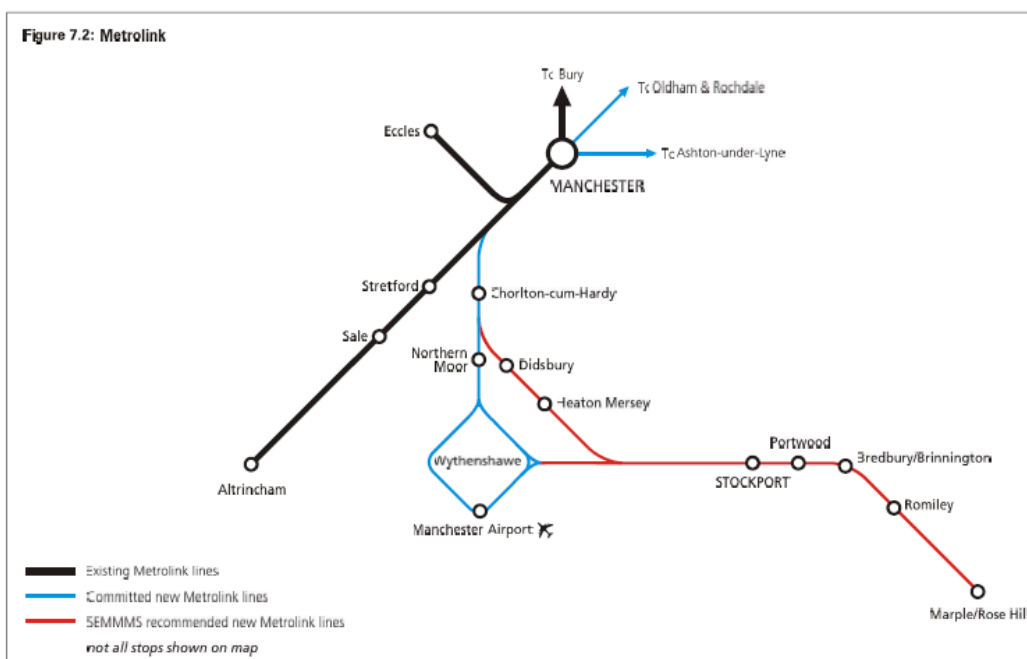 Figure 7.2: Metrolink
To Bury
To Oldham & Rochdale
Eccles
To Ashton-under-Lyne
MANCHESTER
Stretford
Chorlton-cum-Hardy
Sale
Northern
Moor
Didsbury
Heaton Mersey
Portwood
Bredbury/Brinnington
Wythenshawe
STOCKPORT
Altrincham
Romiley
Manchester Airport
Existing Metrolink lines
Committed new Metrolink lines
Marple/Rose Hill
SEMMMS recommended new Metrolink lines
not all stops shown on map